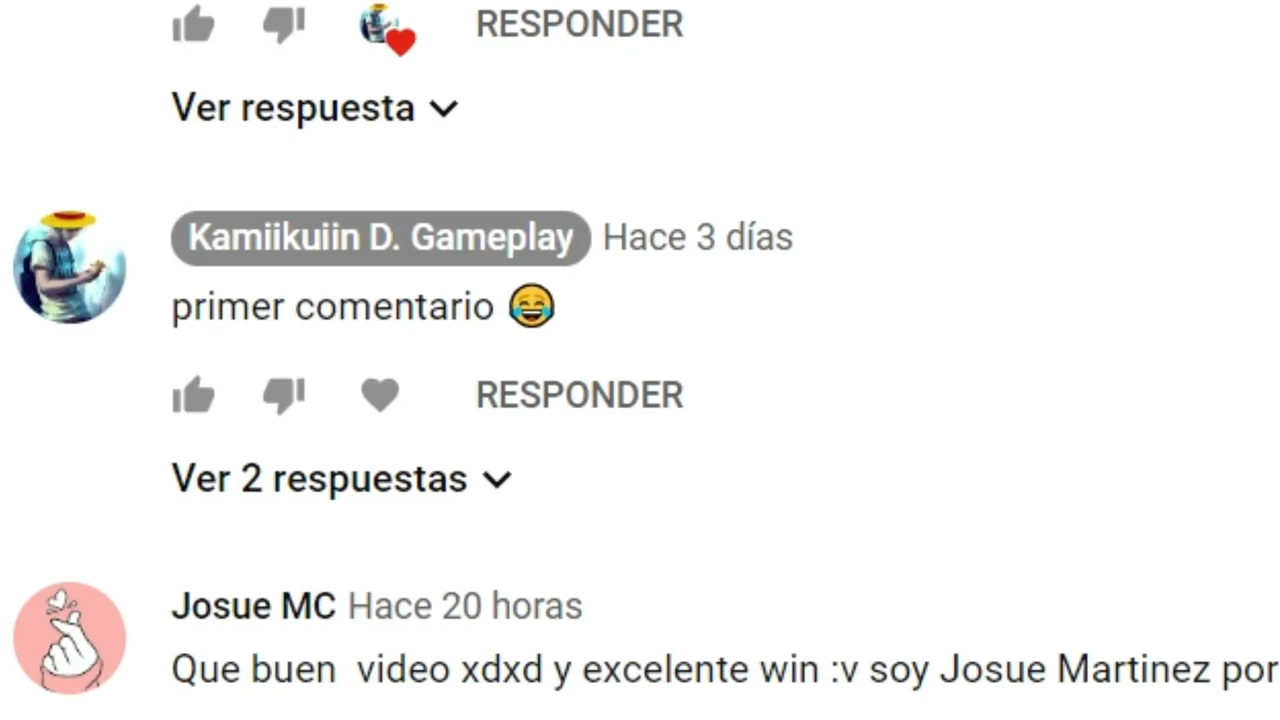 RESPONDER
Ver respuesta
Kamiikuiin D. Gameplay Hace 3 días
primer comentario 😂
RESPONDER
Ver 2 respuestas
Josue MC Hace 20 horas
Que buen  video xdxd y excelente win :v soy Josue Martinez por